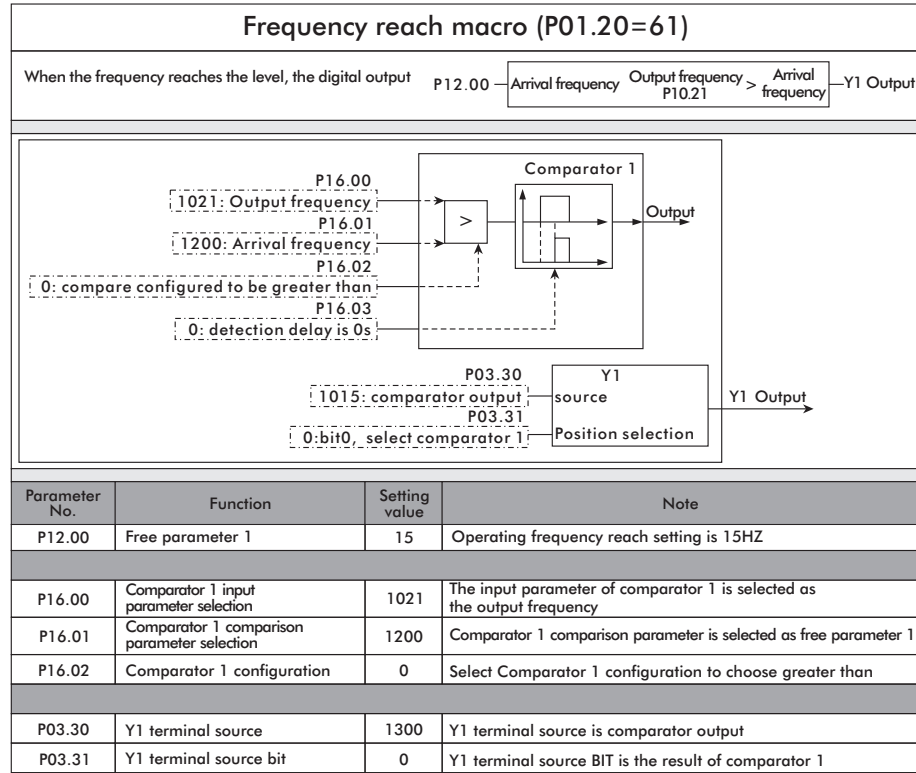 Frequency reach macro (P01.20=61)
When the frequency reaches the level, the digital output
P12.00
Arrival frequency
Output frequency
P10.21
>
Arrival
frequency
Y1 Output
Comparator 1
P16.00
1021: Output frequency
P16.01
1200: Arrival frequency
P16.02
0: compare configured to be greater than
P16.03
0: detection delay is 0s
>
Output
P03.30
1015: comparator output
P03.31
0:bit0, select comparator 1
Y1
source
Position selection
Y1 Output
Parameter
No.
Function
Setting
value
Note
P12.00
Free parameter 1
15
Operating frequency reach setting is 15HZ
P16.00
Comparator 1 input
parameter selection
1021
The input parameter of comparator 1 is selected as
the output frequency
P16.01
Comparator 1 comparison
parameter selection
1200
Comparator 1 comparison parameter is selected as free parameter 1
P16.02
Comparator 1 configuration
0
Select Comparator 1 configuration to choose greater than
P03.30
Y1 terminal source
1300
Y1 terminal source is comparator output
P03.31
Y1 terminal source bit
0
Y1 terminal source BIT is the result of comparator 1